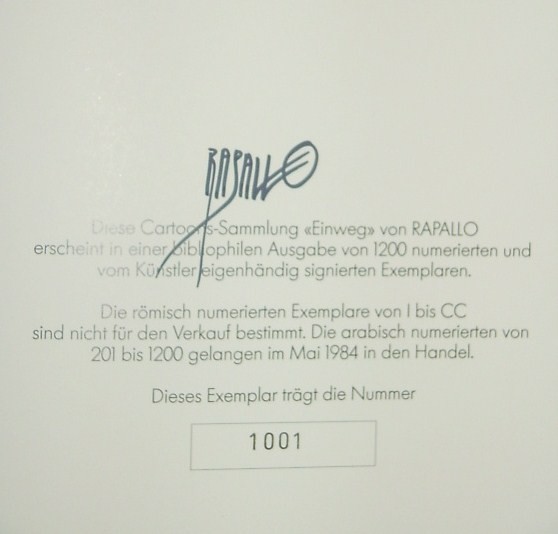 RAPALLO
Diese Cartoons-Sammlung «Einweg» von RAPALLO
erscheint in einer bibliophilen Ausgabe von 1200 numerierten und
vom Künstler eigenhändig signierten Exemplaren.
Die römisch numerierten Exemplare von I bis CC
sind nicht für den Verkauf bestimmt. Die arabisch numerierten von
201 bis 1200 gelangen im Mai 1984 in den Handel.
Dieses Exemplar trägt die Nummer
1001